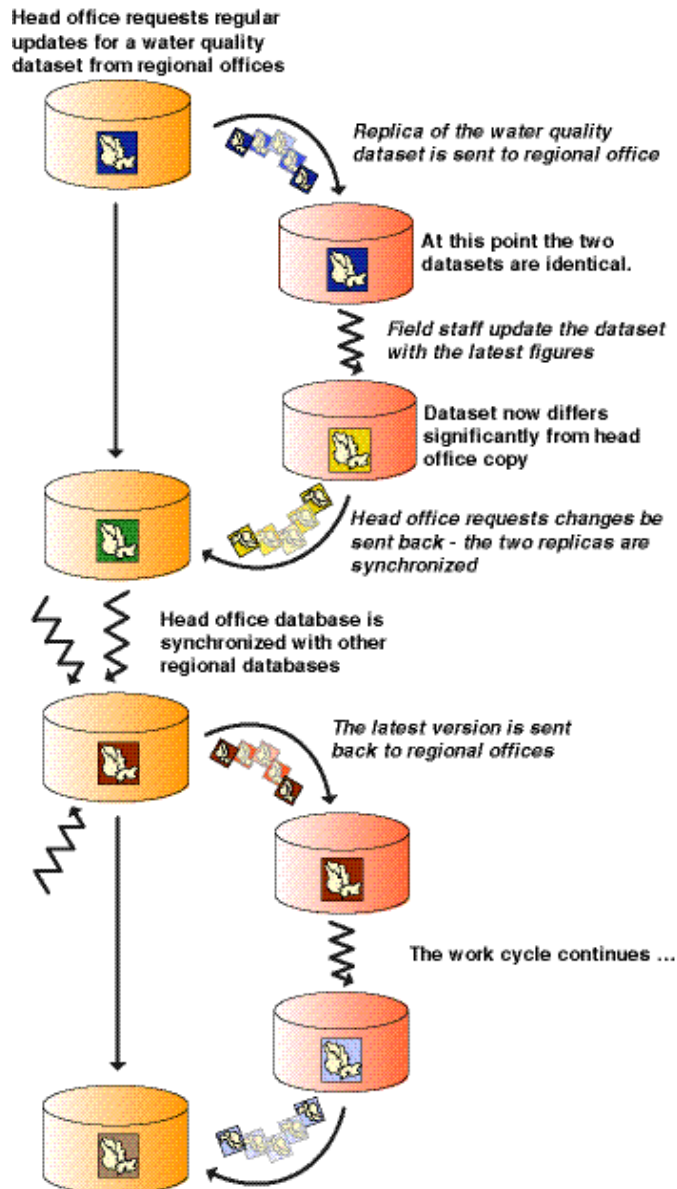 Head office requests regular
updates for a water quality
dataset from regional offices
Replica of the water quality
dataset is sent to regional office
At this point the two
datasets are identical.
Field staff update the dataset
with the latest figures
Dataset now differs
significantly from head
office copy
Head office requests changes be
sent back - the two replicas are
synchronized
Head office database is
synchronized with other
regional databases
The latest version is sent
back to regional offices
The work cycle continues ...